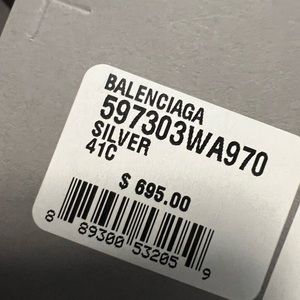 BALENCIAGA
597303WA970
SILVER
41C
$ 695.00
8 89300 53205 9